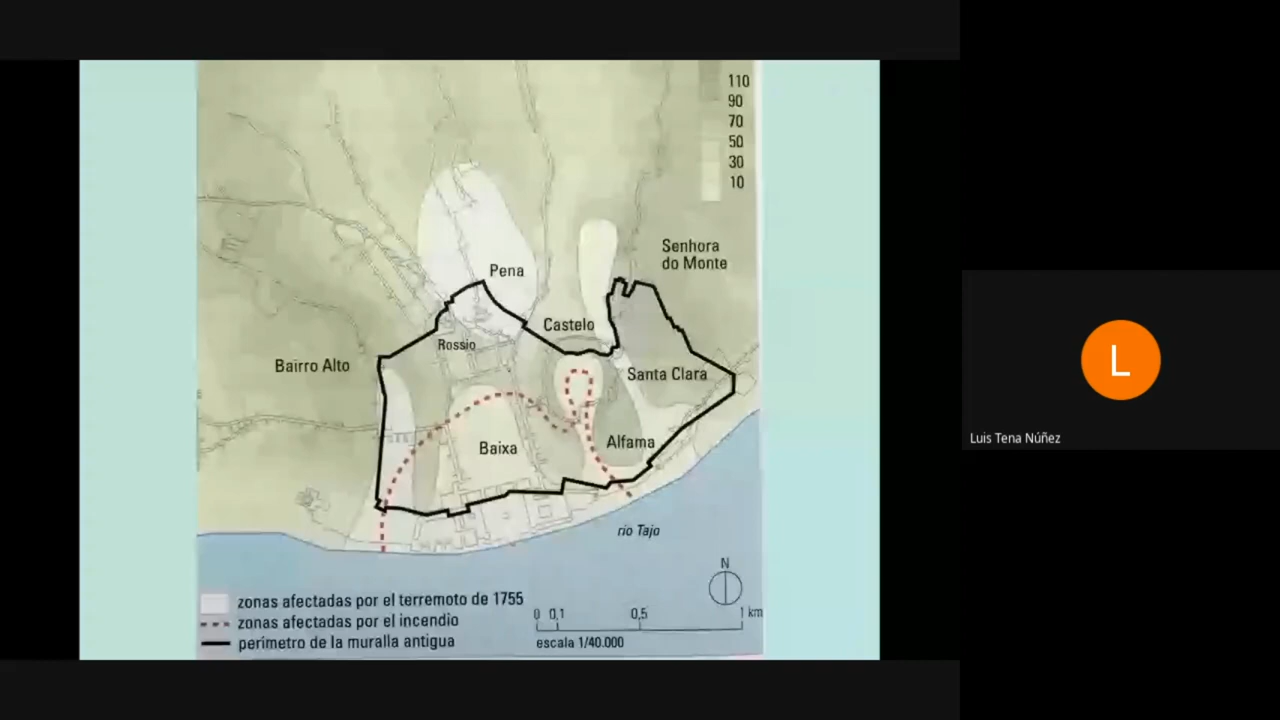 110
90
70
50
30
10
Senhora
do Monte
Pena
Castelo
Rossio
Bairro Alto
Santa Clara
Alfama
Baixa
río Tajo
N
zonas afectadas por el terremoto de 1755
zonas afectadas por el incendio
perímetro de la muralla antigua
0 0,1 0,5 1 km
escala 1/40.000
L
Luis Tena Núñez